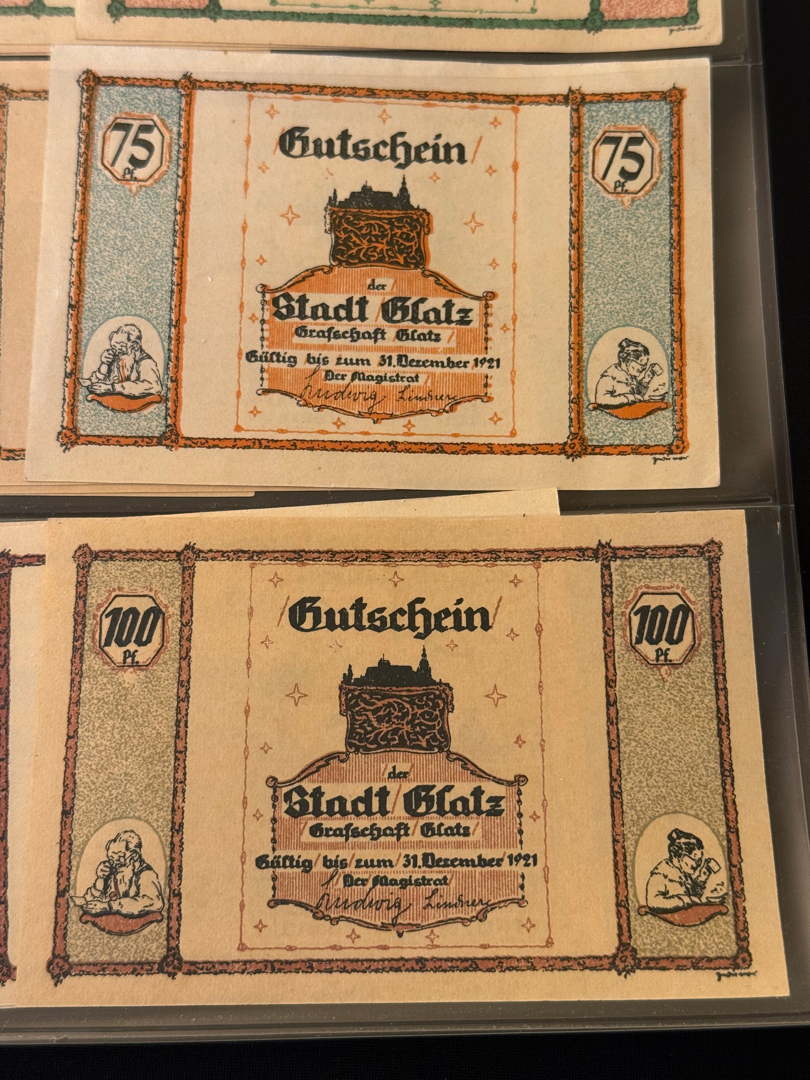 75
Pf.
Gutschein
75
Pf.
der
Stadt Glatz
Grafschaft Glatz
Gültig bis zum 31. Dezember 1921
Der Magistrat
Ludwig
100
Pf.
Gutschein
100
Pf.
der
Stadt Glatz
Grafschaft Glatz
Gültig bis zum 31. Dezember 1921
Der Magistrat
Ludwig